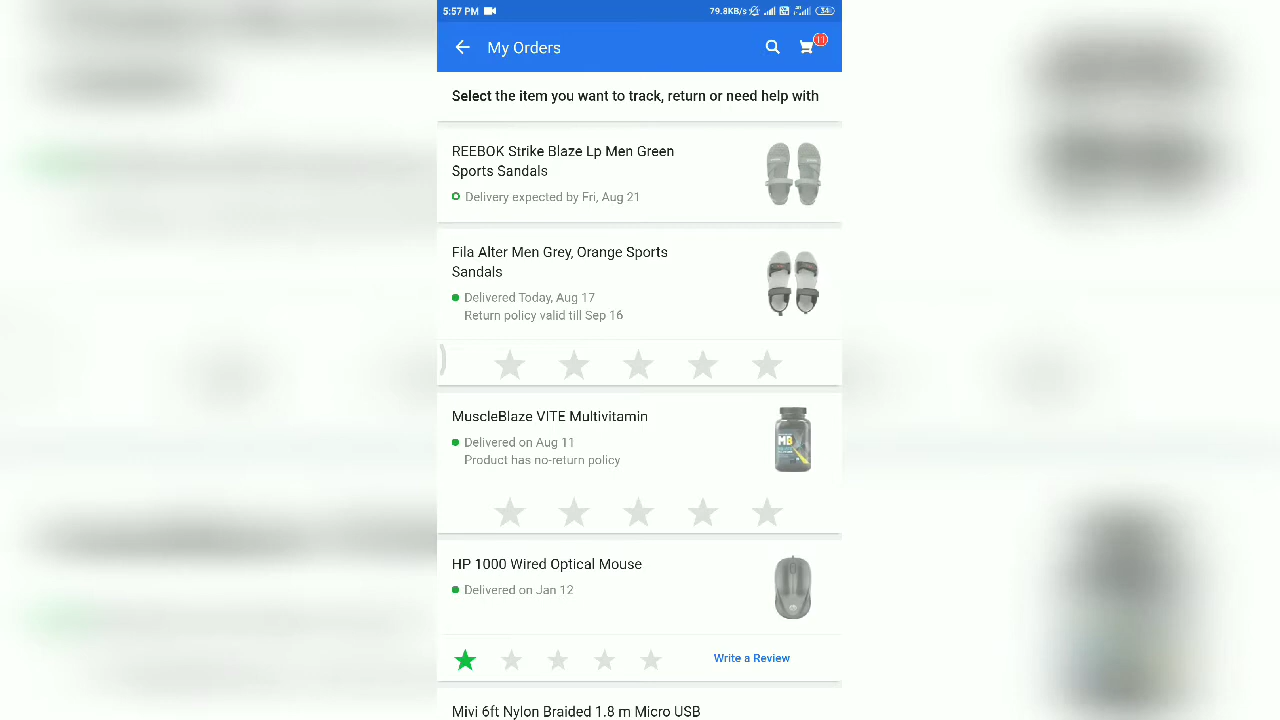 5:57 PM
79.8KB/s
34
My Orders
11
Select the item you want to track, return or need help with
REEBOK Strike Blaze Lp Men Green
Sports Sandals
Delivery expected by Fri, Aug 21
Fila Alter Men Grey, Orange Sports
Sandals
Delivered Today, Aug 17
Return policy valid till Sep 16
MuscleBlaze VITE Multivitamin
Delivered on Aug 11
Product has no-return policy
MB
HP 1000 Wired Optical Mouse
Delivered on Jan 12
Write a Review
Mivi 6ft Nylon Braided 1.8 m Micro USB